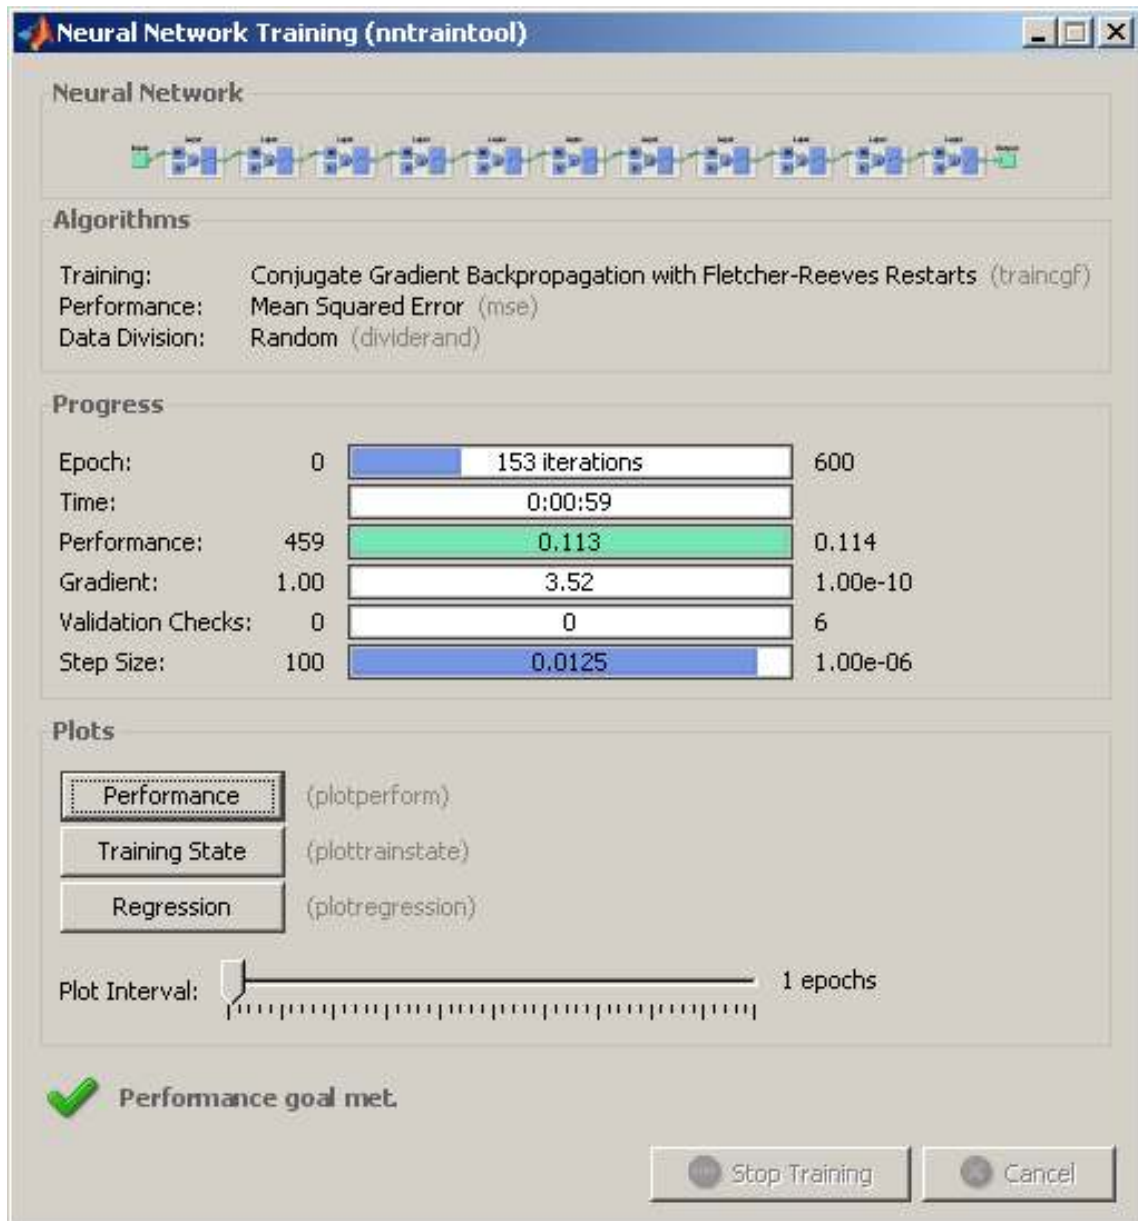 Neural Network Training (nntraintool)
Neural Network
Algorithms
Training: Conjugate Gradient Backpropagation with Fletcher-Reeves Restarts (traincgf)
Performance: Mean Squared Error (mse)
Data Division: Random (dividerand)
Progress
Epoch: 0 153 iterations 600
Time: 0:00:59
Performance: 459 0.113 0.114
Gradient: 1.00 3.52 1.00e-10
Validation Checks: 0 0 6
Step Size: 100 0.0125 1.00e-06
Plots
Performance (plotperform)
Training State (plottrainstate)
Regression (plotregression)
Plot Interval: 1 epochs
Performance goal met.
Stop Training Cancel